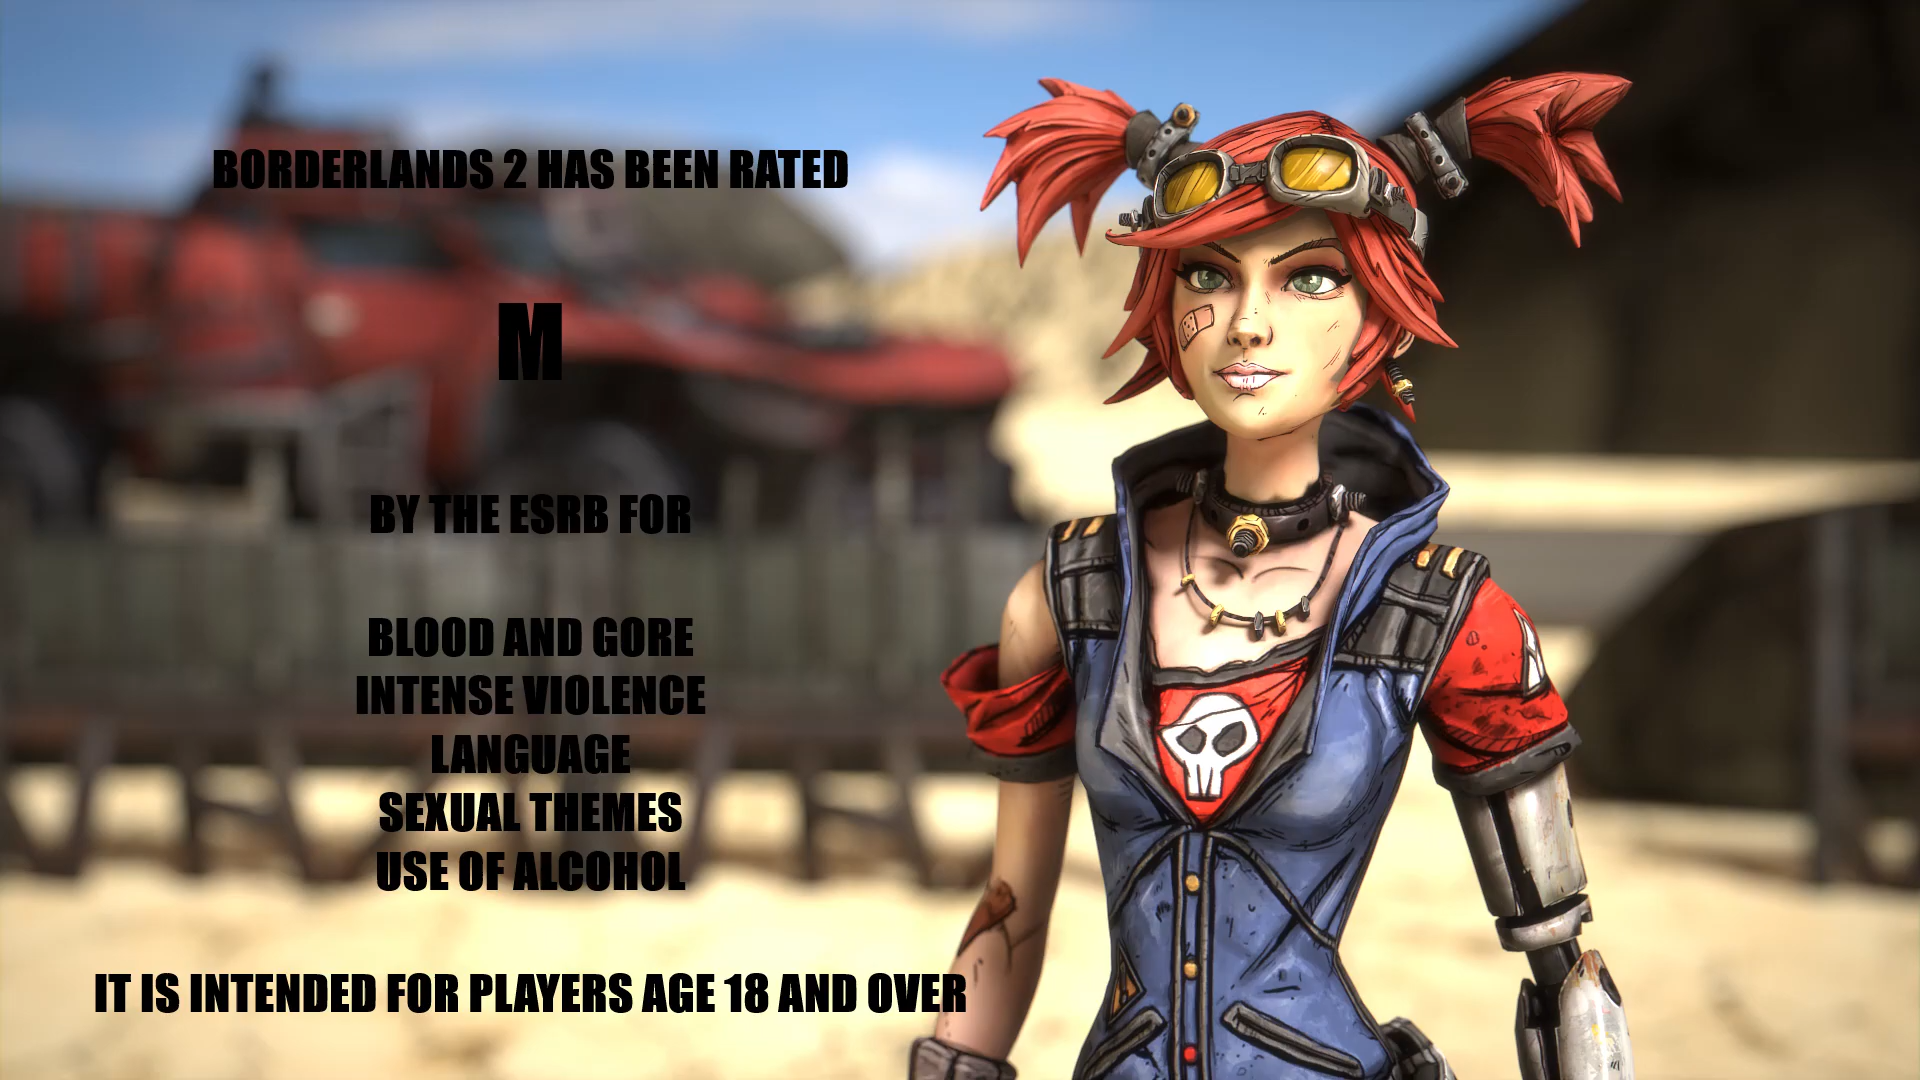 BORDERLANDS 2 HAS BEEN RATED
M
BY THE ESRB FOR
BLOOD AND GORE
INTENSE VIOLENCE
LANGUAGE
SEXUAL THEMES
USE OF ALCOHOL
IT IS INTENDED FOR PLAYERS AGE 18 AND OVER